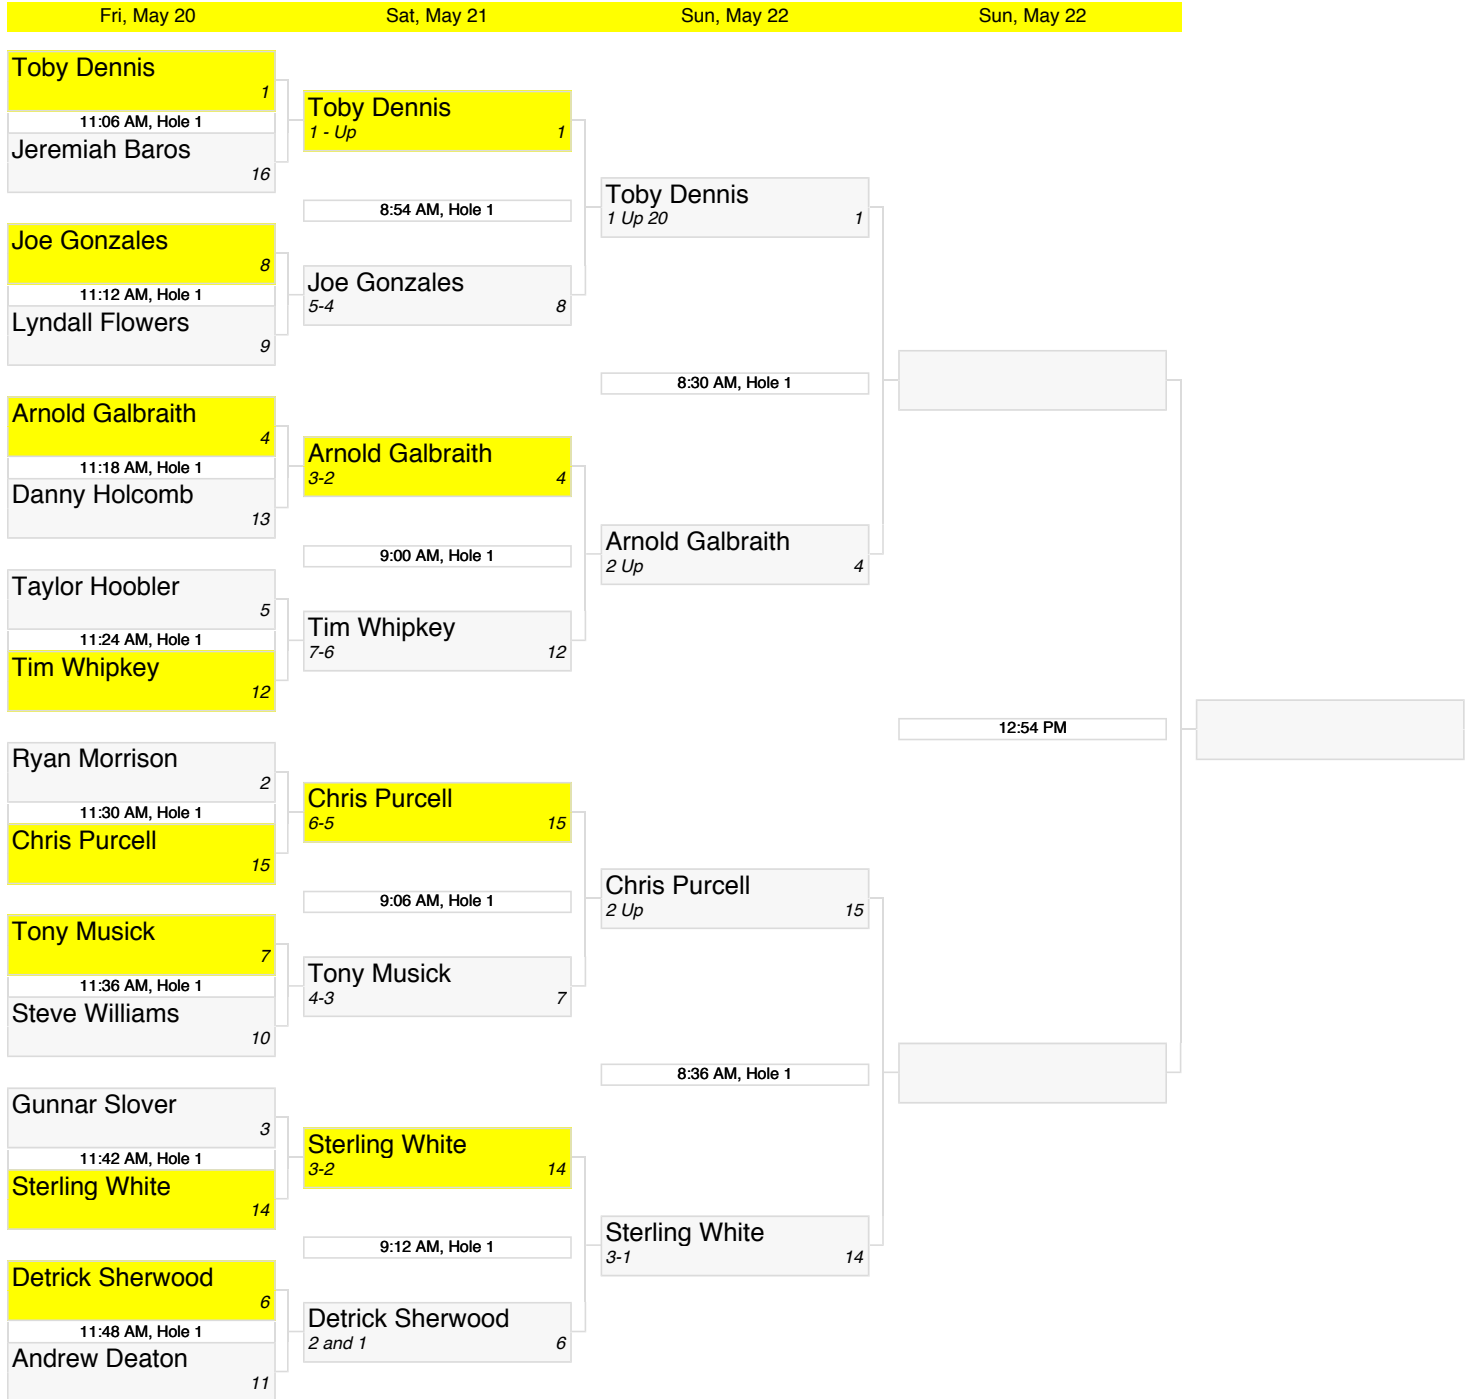 Fri, May 20
Sat, May 21
Sun, May 22
Sun, May 22
Toby Dennis
1
11:06 AM, Hole 1
Jeremiah Baros
16
Joe Gonzales
8
11:12 AM, Hole 1
Lyndall Flowers
9
Arnold Galbraith
4
11:18 AM, Hole 1
Danny Holcomb
13
Taylor Hoobler
5
11:24 AM, Hole 1
Tim Whipkey
12
Ryan Morrison
2
11:30 AM, Hole 1
Chris Purcell
15
Tony Musick
7
11:36 AM, Hole 1
Steve Williams
10
Gunnar Slover
3
11:42 AM, Hole 1
Sterling White
14
Detrick Sherwood
6
11:48 AM, Hole 1
Andrew Deaton
11
Toby Dennis
1 - Up 1
8:54 AM, Hole 1
Joe Gonzales
5-4 8
Arnold Galbraith
3-2 4
9:00 AM, Hole 1
Tim Whipkey
7-6 12
Chris Purcell
6-5 15
9:06 AM, Hole 1
Tony Musick
4-3 7
Sterling White
3-2 14
9:12 AM, Hole 1
Detrick Sherwood
2 and 1 6
Toby Dennis
1 Up 20 1
8:30 AM, Hole 1
Arnold Galbraith
2 Up 4
Chris Purcell
2 Up 15
8:36 AM, Hole 1
Sterling White
3-1 14
12:54 PM